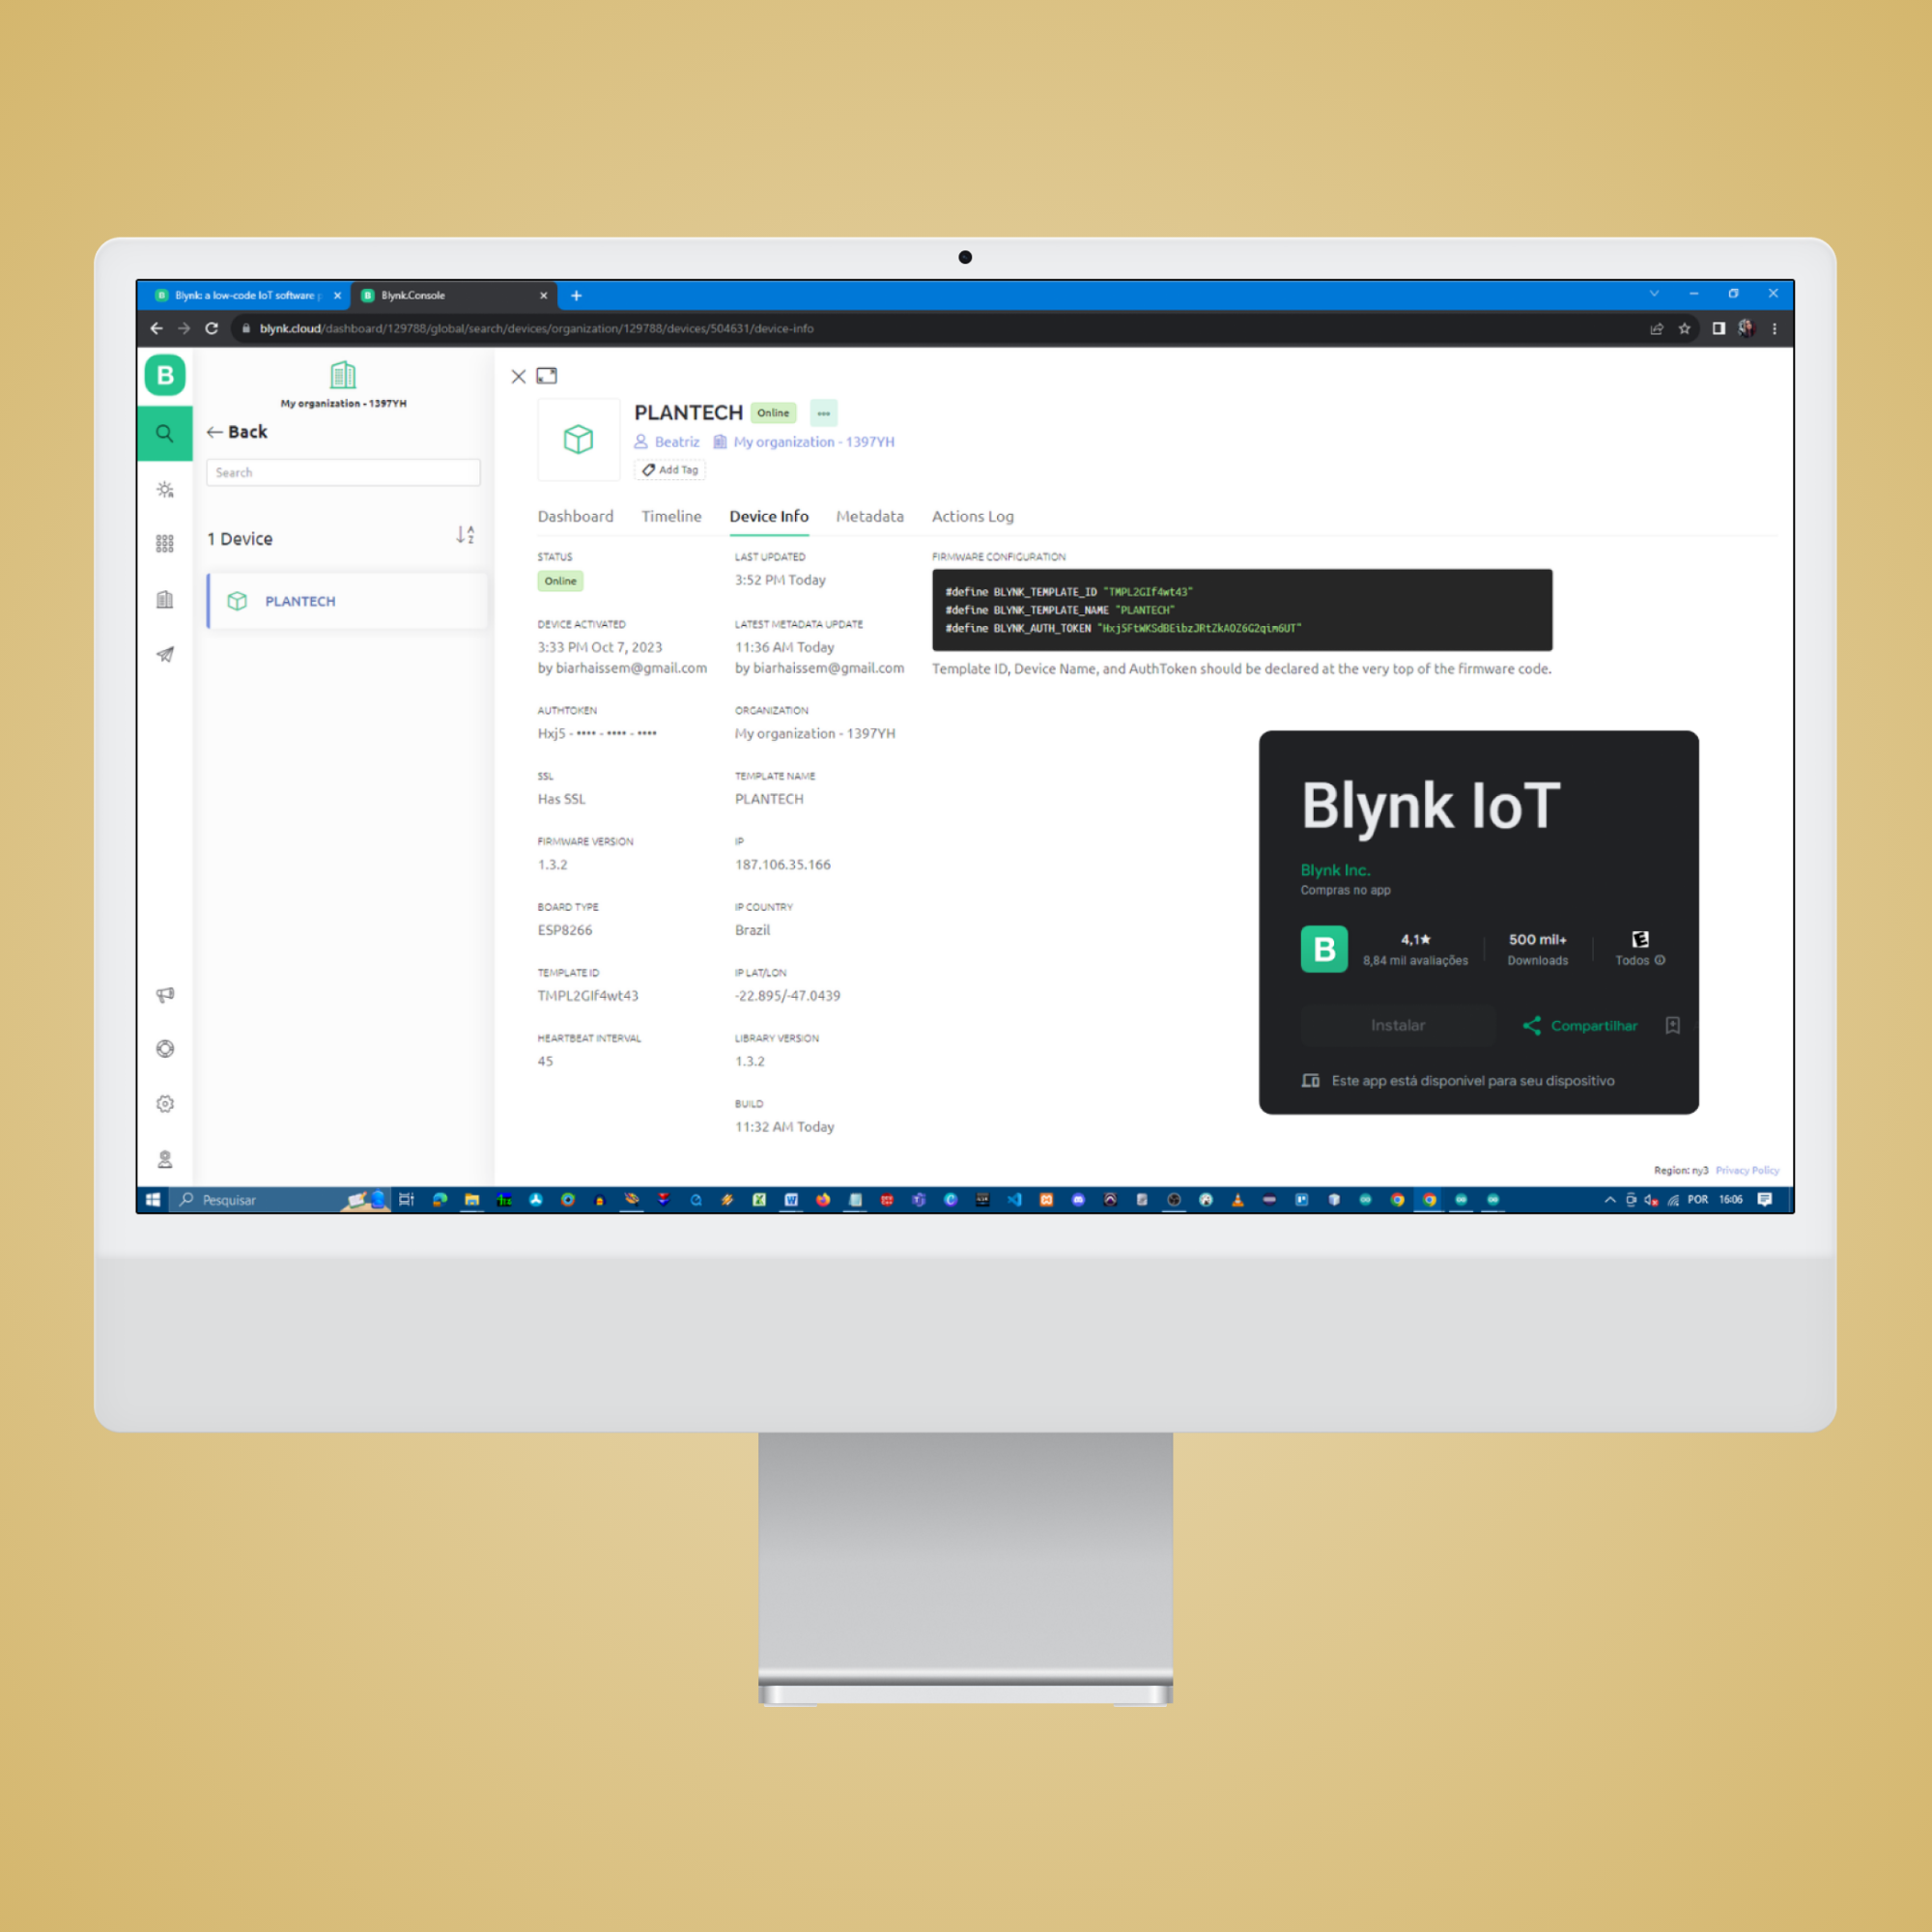 Blynk: a low-code IoT software p
Blynk.Console
blynk.cloud/dashboard/129788/global/search/devices/organization/129788/devices/504631/device-info
B
My organization - 1397YH
Back
Search
1 Device
PLANTECH
PLANTECH Online
Beatriz My organization - 1397YH
Add Tag
Dashboard Timeline Device Info Metadata Actions Log
STATUS
Online
LAST UPDATED
3:52 PM Today
FIRMWARE CONFIGURATION
#define BLYNK_TEMPLATE_ID "TMPL2GIf4wt43"
#define BLYNK_TEMPLATE_NAME "PLANTECH"
#define BLYNK_AUTH_TOKEN "Hxj5FtWKSdBEibzJRtZkAOZ6G2qim6UT"
Template ID, Device Name, and AuthToken should be declared at the very top of the firmware code.
DEVICE ACTIVATED
3:33 PM Oct 7, 2023
by biarhaissem@gmail.com
LATEST METADATA UPDATE
11:36 AM Today
by biarhaissem@gmail.com
AUTHTOKEN
Hxj5 - •••• - •••• - ••••
ORGANIZATION
My organization - 1397YH
SSL
Has SSL
TEMPLATE NAME
PLANTECH
FIRMWARE VERSION
1.3.2
IP
187.106.35.166
BOARD TYPE
ESP8266
IP COUNTRY
Brazil
TEMPLATE ID
TMPL2GIf4wt43
IP LAT/LON
-22.895/-47.0439
HEARTBEAT INTERVAL
45
LIBRARY VERSION
1.3.2
BUILD
11:32 AM Today
Blynk IoT
Blynk Inc.
Compras no app
B
4,1★
8,84 mil avaliações
500 mil+
Downloads
E
Todos
Instalar
Compartilhar
Este app está disponível para seu dispositivo
Region: ny3 Privacy Policy
Pesquisar
POR 16:06